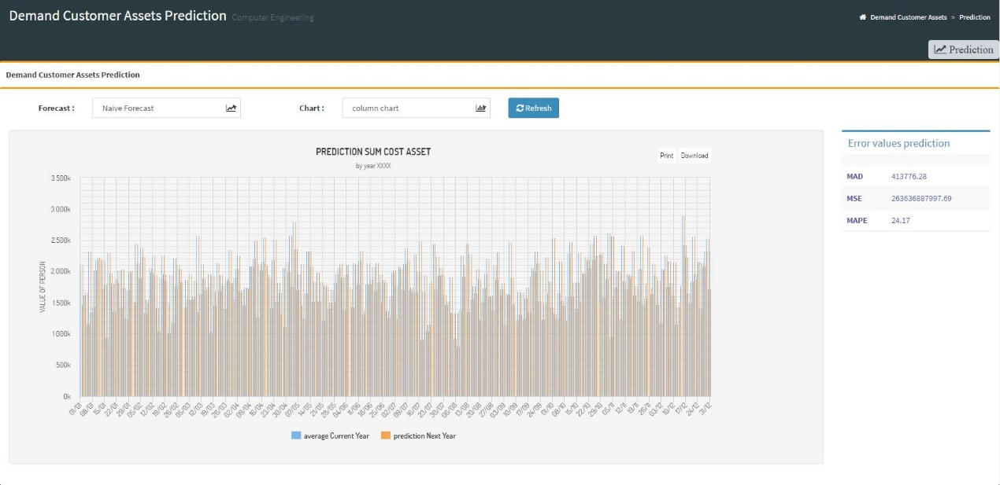 Demand Customer Assets Prediction Computer Engineering
Demand Customer Assets > Prediction
Prediction
Demand Customer Assets Prediction
Forecast : Naive Forecast
Chart : column chart
Refresh
PREDICTION SUM COST ASSET
by year XXXX
Print Download
VALUE OF PERSON
3 500k
3 000k
2 500k
2 000k
1 500k
1 000k
500k
0k
01/01 08/01 15/01 22/01 29/01 05/02 12/02 19/02 26/02 05/03 12/03 19/03 26/03 02/04 09/04 16/04 23/04 30/04 07/05 14/05 21/05 28/05 04/06 11/06 18/06 25/06 02/07 09/07 16/07 23/07 30/07 06/08 13/08 20/08 27/08 03/09 10/09 17/09 24/09 01/10 08/10 15/10 22/10 29/10 05/11 12/11 19/11 26/11 03/12 10/12 17/12 24/12 31/12
average Current Year prediction Next Year
Error values prediction
MAD 413776.28
MSE 263636887997.69
MAPE 24.17